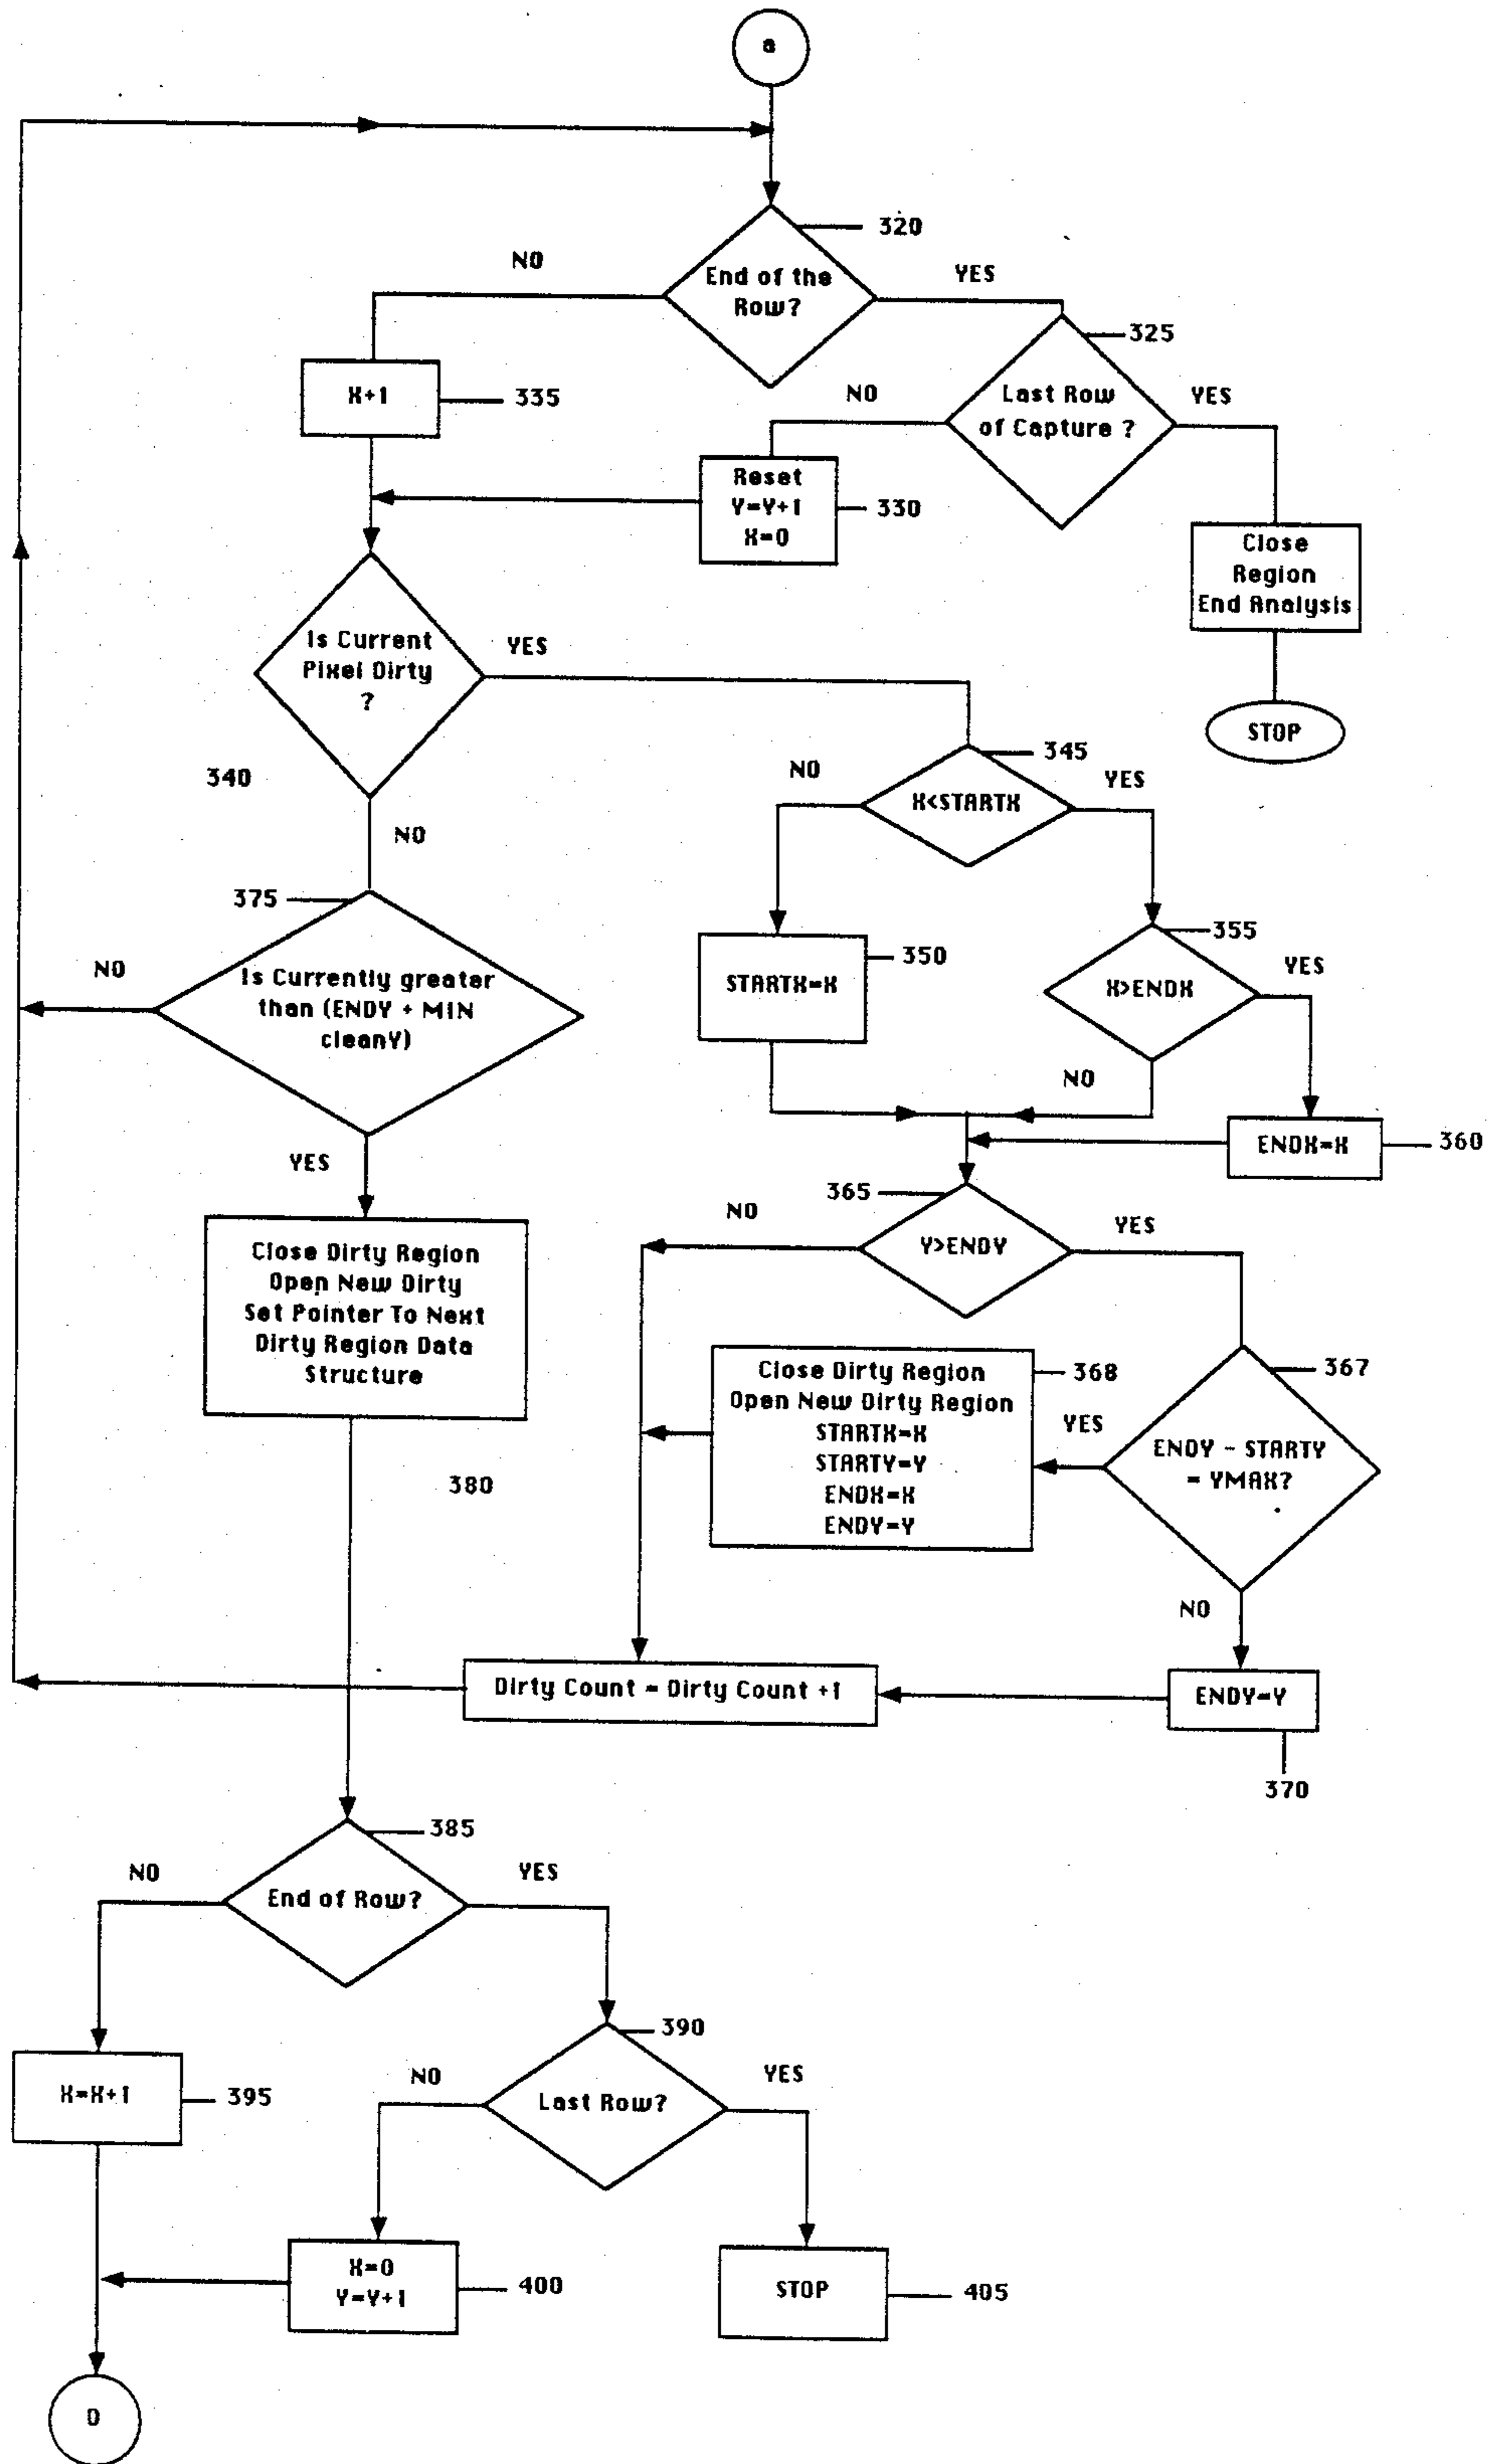 B
320
NO
End of the
Row?
YES
325
X+1
335
NO
Last Row
of Capture ?
YES
Reset
Y=Y+1
X=0
330
Close
Region
End Analysis
Is Current
Pixel Dirty
?
YES
STOP
340
345
NO
X<STARTX
YES
NO
375
355
350
NO
Is Currently greater
than (ENDY + MIN
cleanY)
STARTX=X
X>ENDX
YES
NO
ENDX=X
360
YES
365
NO
Y>ENDY
YES
Close Dirty Region
Open New Dirty
Set Pointer To Next
Dirty Region Data
Structure
Close Dirty Region
Open New Dirty Region
STARTX=X
STARTY=Y
ENDX=X
ENDY=Y
368
367
YES
ENDY - STARTY
= YMAX?
380
NO
Dirty Count = Dirty Count +1
ENDY=Y
370
385
NO
End of Row?
YES
390
X=X+1
395
NO
Last Row?
YES
X=0
Y=Y+1
400
STOP
405
D